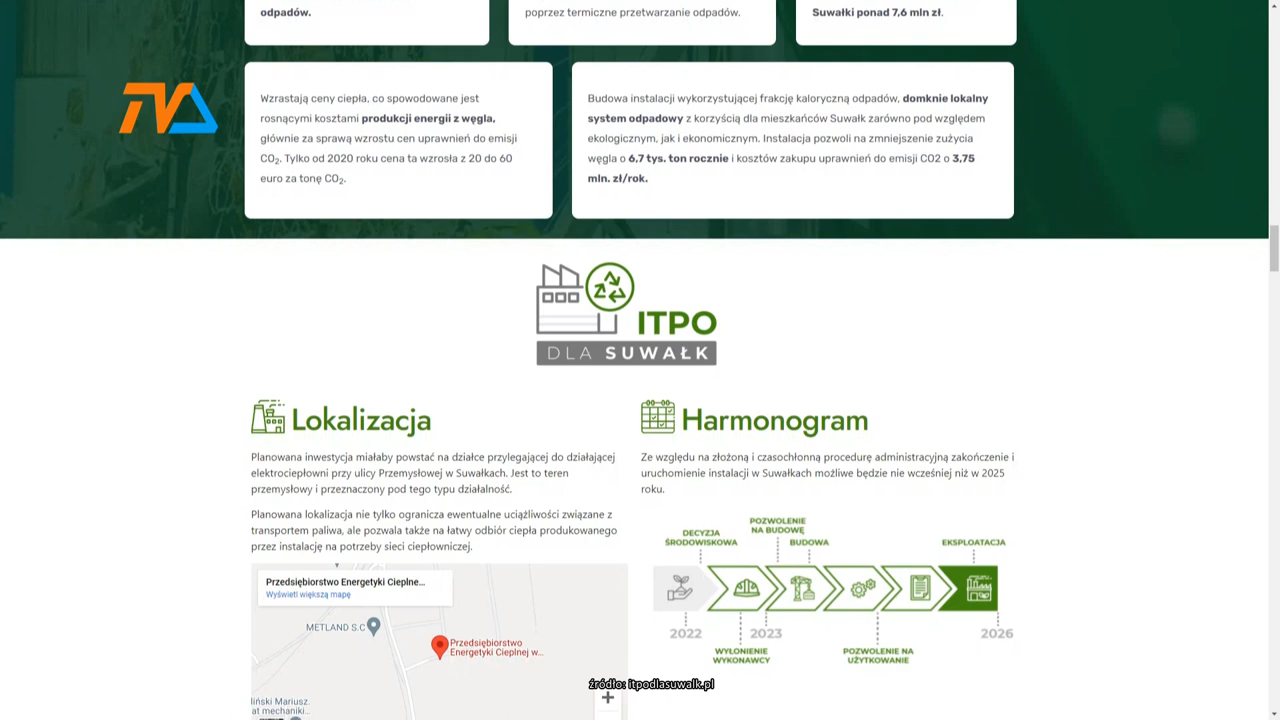 odpadów.
poprzez termiczne przetwarzanie odpadów.
Suwałki ponad 7,6 mln zł.
TVS
Wzrastają ceny ciepła, co spowodowane jest
rosnącymi kosztami produkcji energii z węgla,
głównie za sprawą wzrostu cen uprawnień do emisji
CO₂. Tylko od 2020 roku cena ta wzrosła z 20 do 60
euro za tonę CO₂.
Budowa instalacji wykorzystującej frakcję kaloryczną odpadów, domknie lokalny
system odpadowy z korzyścią dla mieszkańców Suwałk zarówno pod względem
ekologicznym, jak i ekonomicznym. Instalacja pozwoli na zmniejszenie zużycia
węgla o 6,7 tys. ton rocznie i kosztów zakupu uprawnień do emisji CO2 o 3,75
mln. zł/rok.
ITPO
DLA SUWAŁK
Lokalizacja
Planowana inwestycja miałaby powstać na działce przylegającej do działającej
elektrociepłowni przy ulicy Przemysłowej w Suwałkach. Jest to teren
przemysłowy i przeznaczony pod tego typu działalność.
Planowana lokalizacja nie tylko ogranicza ewentualne uciążliwości związane z
transportem paliwa, ale pozwala także na łatwy odbiór ciepła produkowanego
przez instalację na potrzeby sieci ciepłowniczej.
Przedsiębiorstwo Energetyki Cieplne...
Wyświetl większą mapę
METLAND S.C
Przedsiębiorstwo
Energetyki Cieplnej w...
liński Mariusz.
at mechaniki...
+
Harmonogram
Ze względu na złożoną i czasochłonną procedurę administracyjną zakończenie i
uruchomienie instalacji w Suwałkach możliwe będzie nie wcześniej niż w 2025
roku.
DECYZJA
ŚRODOWISKOWA
POZWOLENIE
NA BUDOWĘ
BUDOWA
EKSPLOATACJA
2022
2023
2026
WYŁONIENIE
WYKONAWCY
POZWOLENIE NA
UŻYTKOWANIE
źródło: itpodlasuwalk.pl